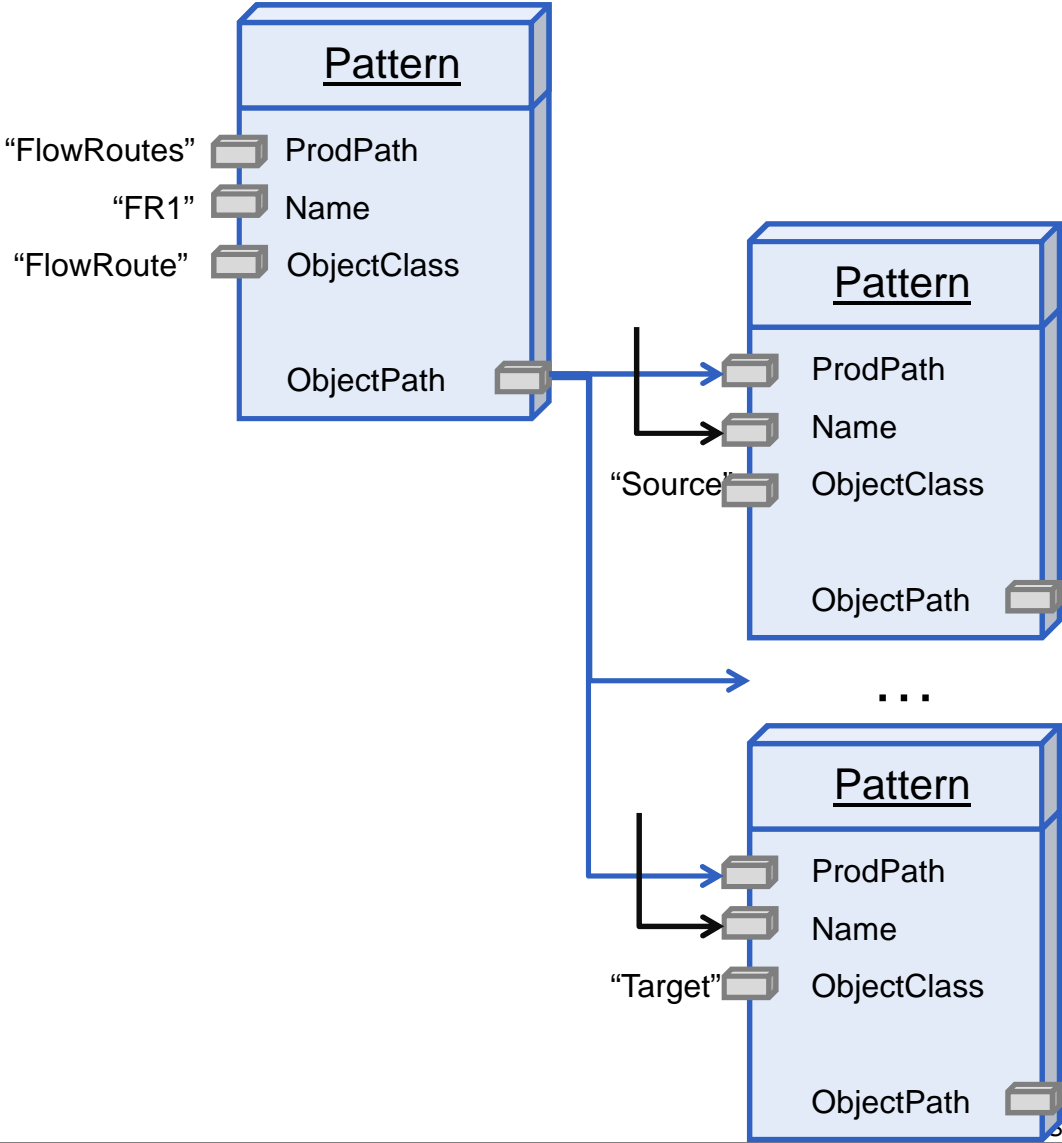 Pattern
“FlowRoutes” ProdPath
“FR1” Name
“FlowRoute” ObjectClass
ObjectPath
Pattern
ProdPath
Name
“Source” ObjectClass
ObjectPath
...
Pattern
ProdPath
Name
“Target” ObjectClass
ObjectPath